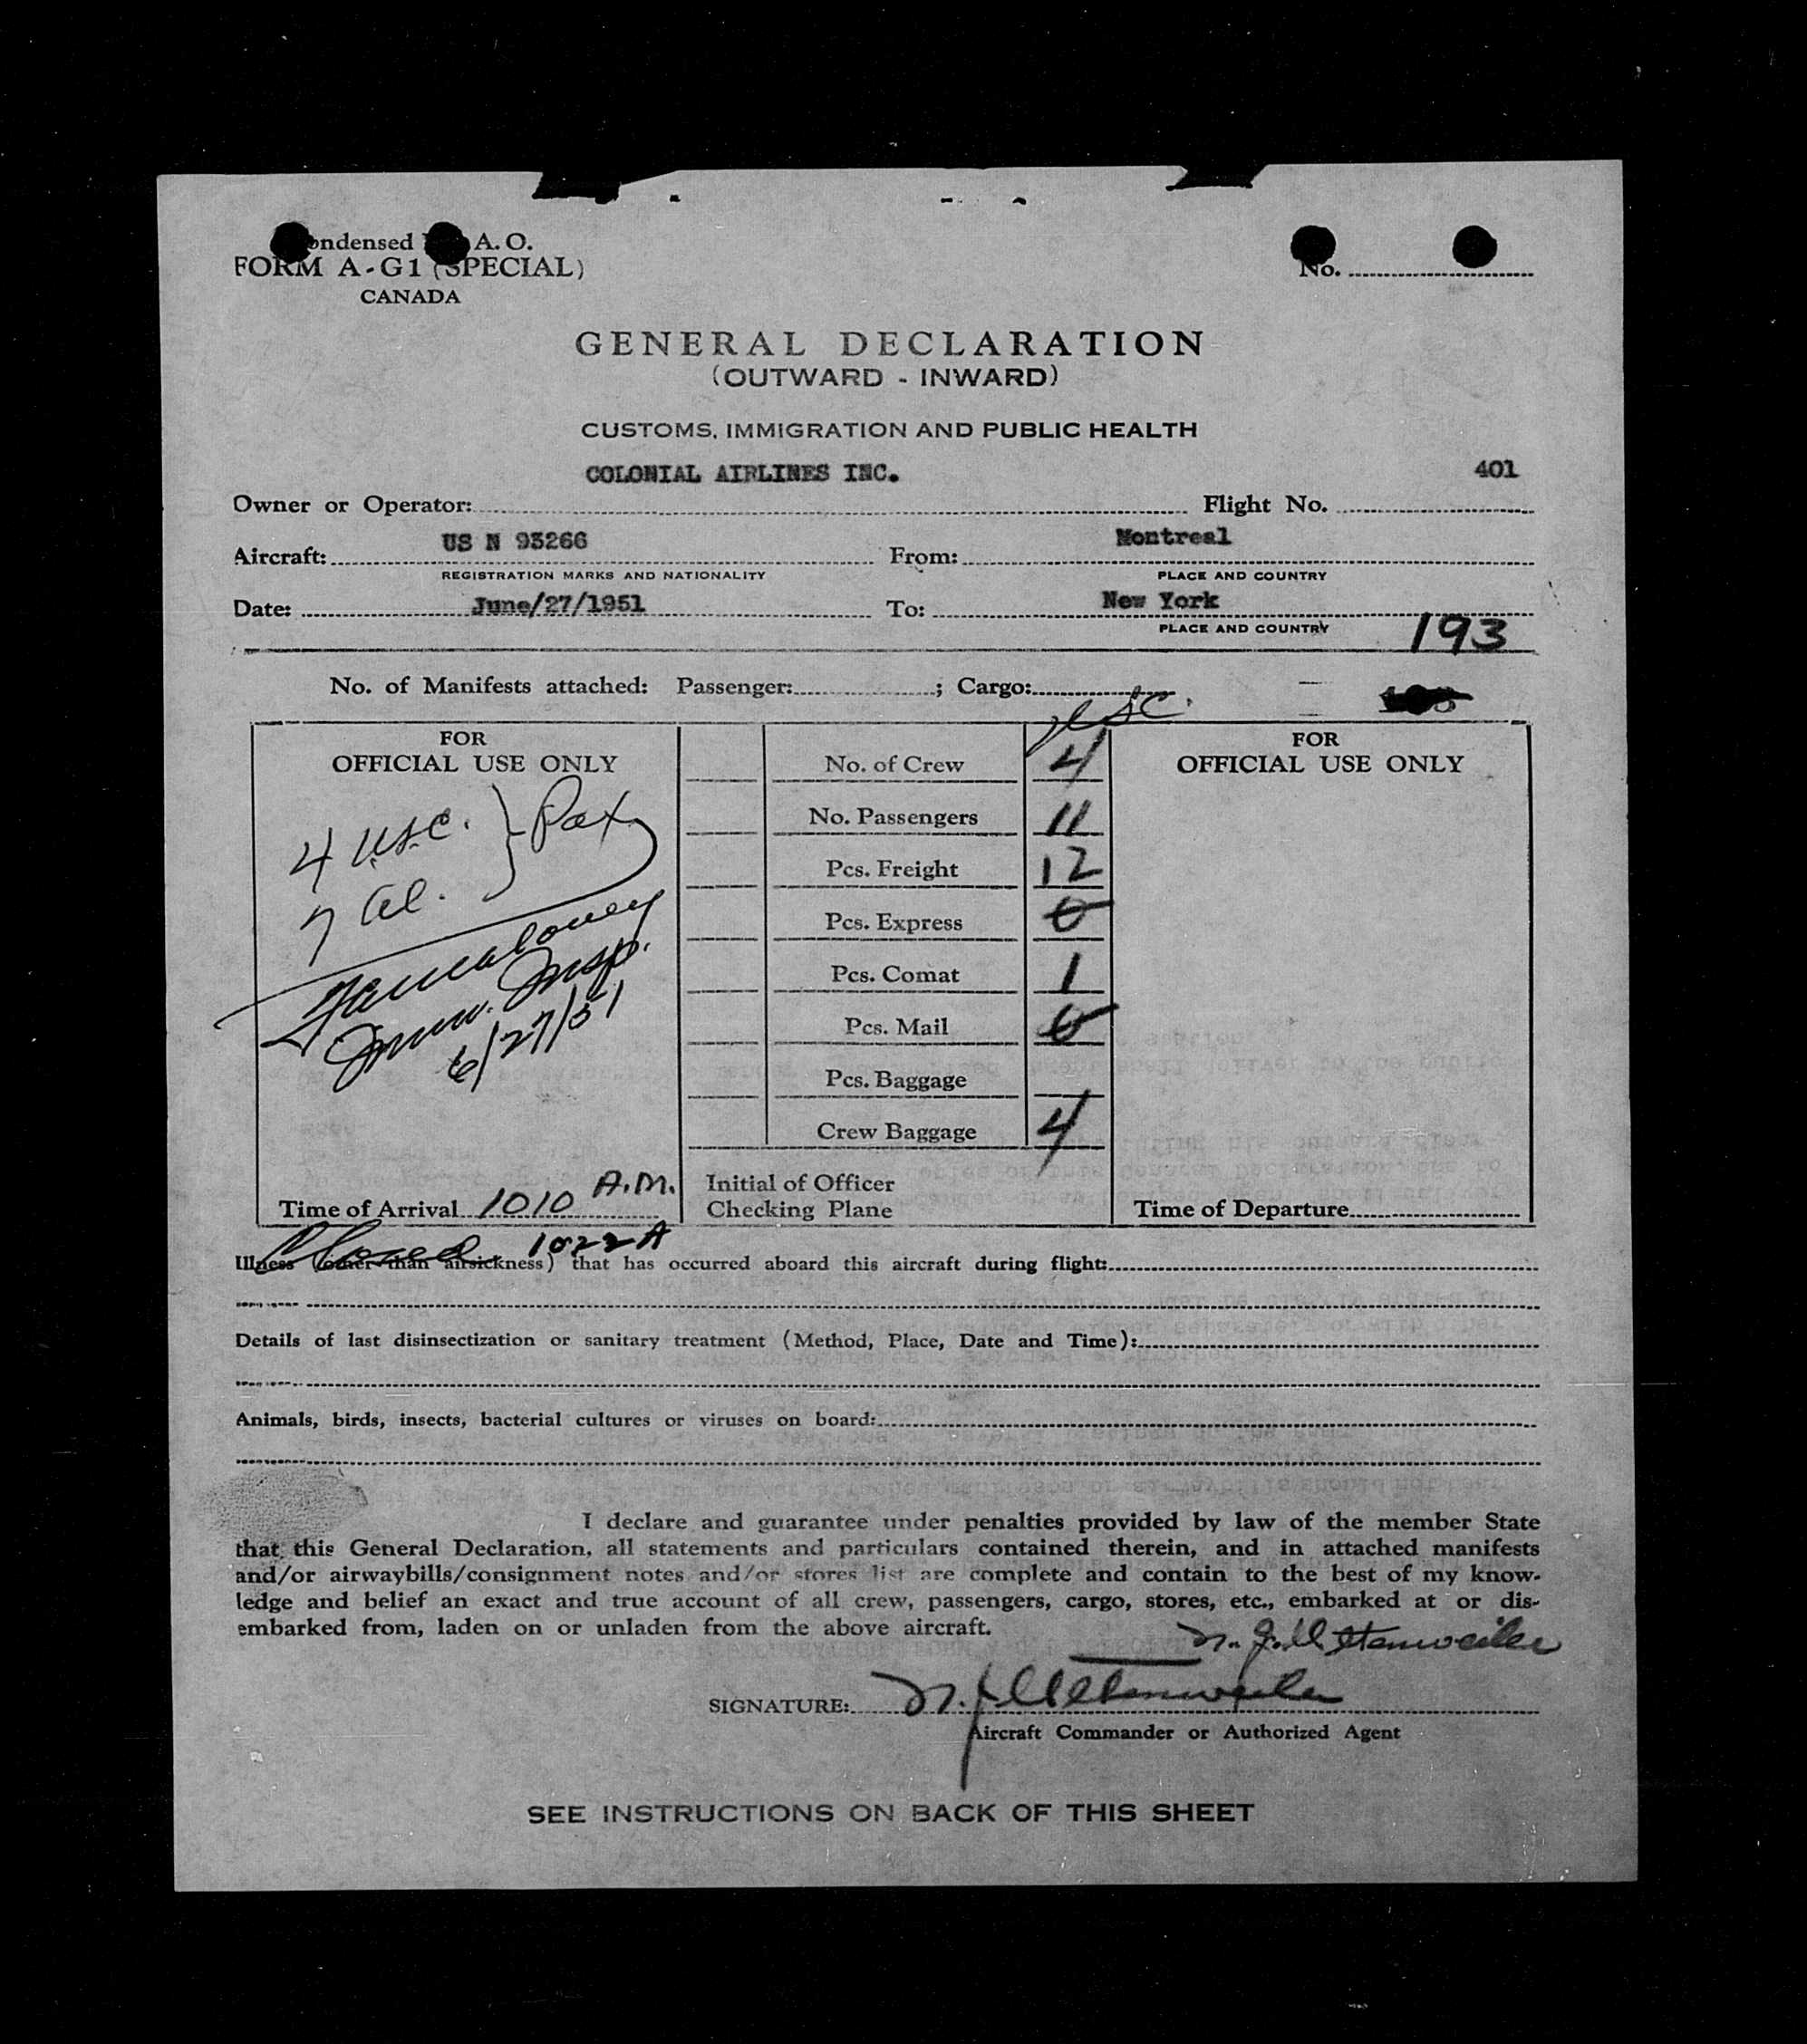 ondensed A. O.
FORM A-G1 (SPECIAL)
CANADA
No.
GENERAL DECLARATION
(OUTWARD - INWARD)
CUSTOMS, IMMIGRATION AND PUBLIC HEALTH
COLONIAL AIRLINES INC. 401
Owner or Operator: Flight No.
US N 93266 Montreal
Aircraft: From:
REGISTRATION MARKS AND NATIONALITY PLACE AND COUNTRY
Date: June/27/1951 To: New York
PLACE AND COUNTRY 193
No. of Manifests attached: Passenger: ; Cargo:
USC.
FOR
OFFICIAL USE ONLY
4 USC. } Pax
7 Al.
Immn. Insp.
6/27/51
Time of Arrival 1010 A.M.
No. of Crew 4
No. Passengers 11
Pcs. Freight 12
Pcs. Express 0
Pcs. Comat 1
Pcs. Mail 0
Pcs. Baggage
Crew Baggage 4
Initial of Officer
Checking Plane
FOR
OFFICIAL USE ONLY
Time of Departure
Closed 1022 A
Illness (other than airsickness) that has occurred aboard this aircraft during flight:
Details of last disinsectization or sanitary treatment (Method, Place, Date and Time):
Animals, birds, insects, bacterial cultures or viruses on board:
I declare and guarantee under penalties provided by law of the member State
that this General Declaration, all statements and particulars contained therein, and in attached manifests
and/or airwaybills/consignment notes and/or stores list are complete and contain to the best of my know-
ledge and belief an exact and true account of all crew, passengers, cargo, stores, etc., embarked at or dis-
embarked from, laden on or unladen from the above aircraft.
SIGNATURE:
Aircraft Commander or Authorized Agent
SEE INSTRUCTIONS ON BACK OF THIS SHEET